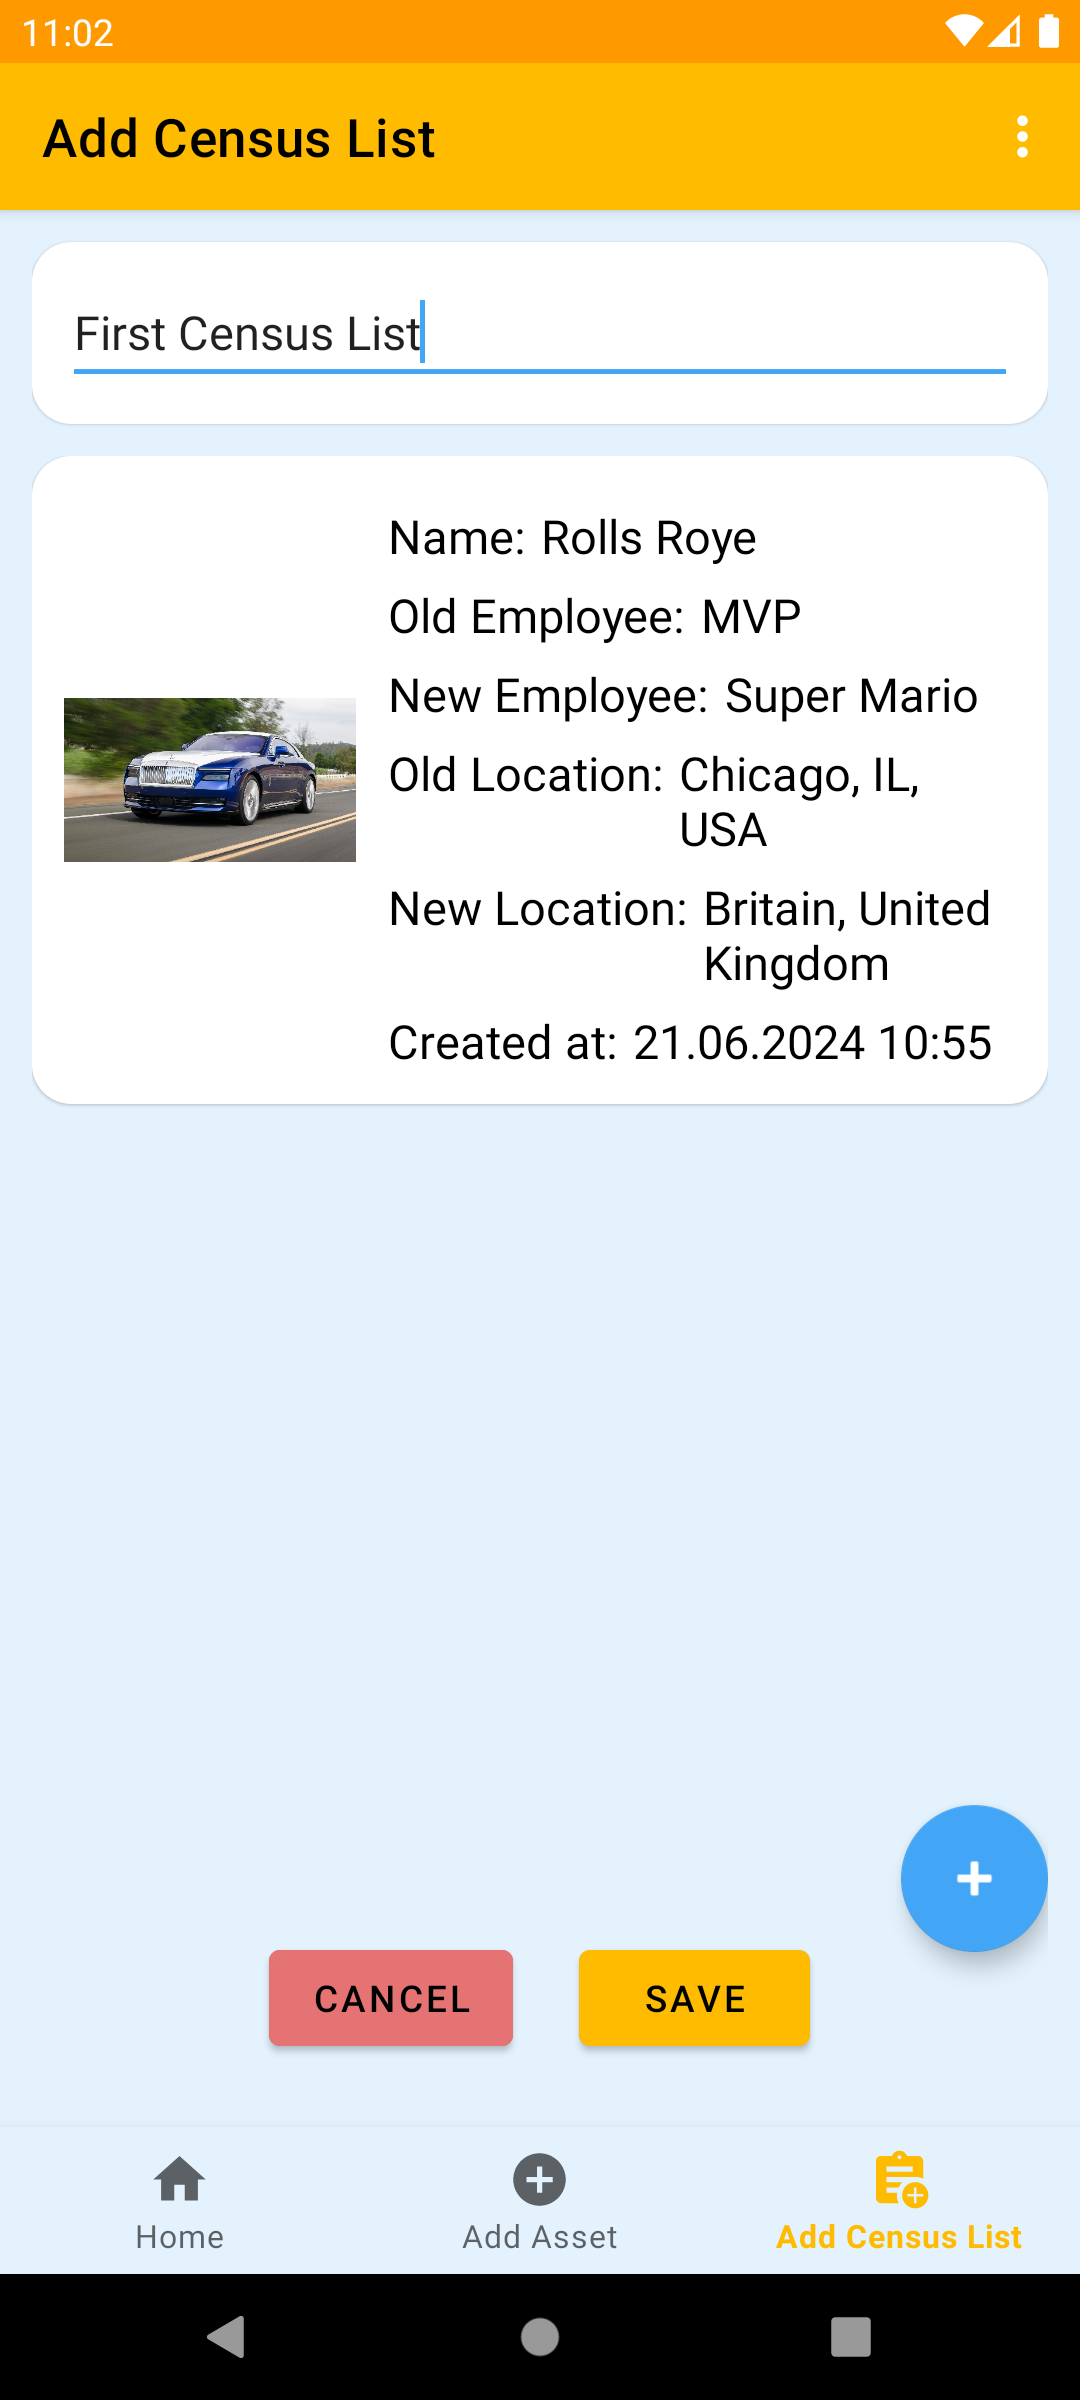 11:02
Add Census List
First Census List
Name: Rolls Roye
Old Employee: MVP
New Employee: Super Mario
Old Location: Chicago, IL,
USA
New Location: Britain, United
Kingdom
Created at: 21.06.2024 10:55
CANCEL
SAVE
Home
Add Asset
Add Census List